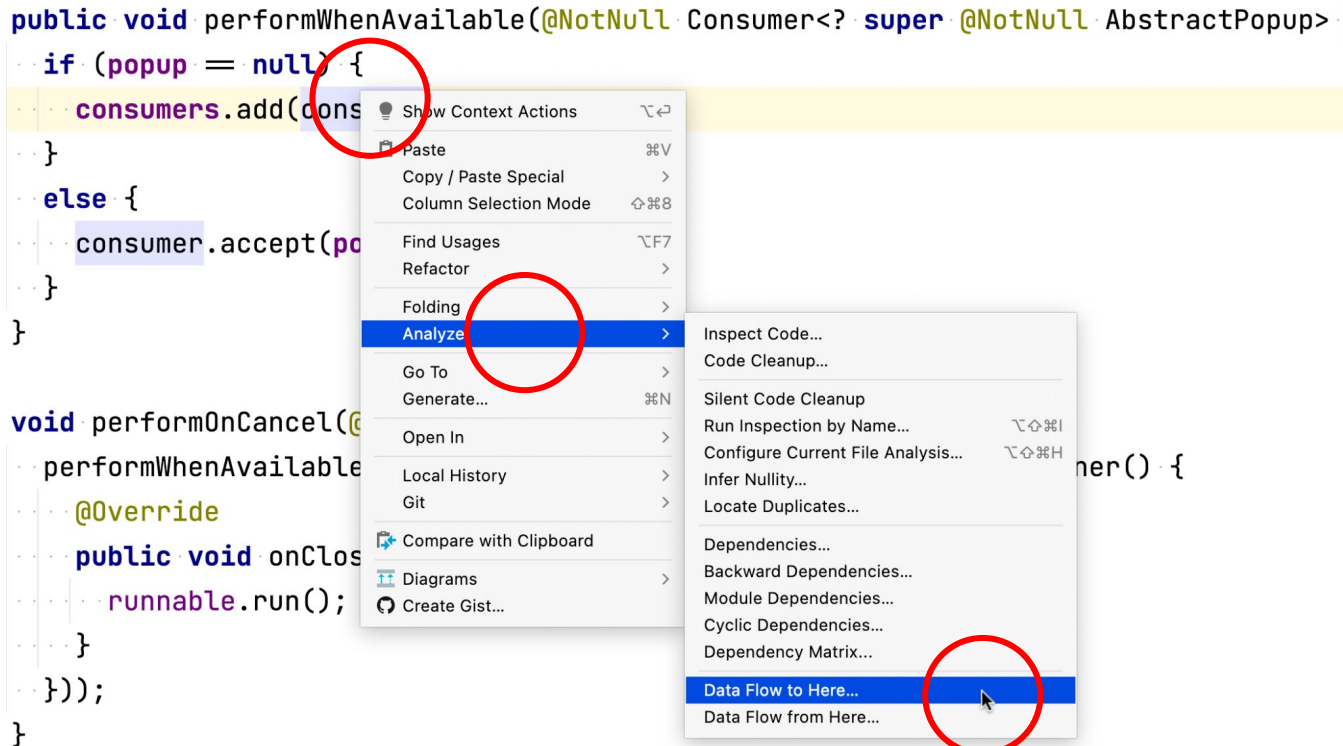 public void performWhenAvailable(@NotNull Consumer<? super @NotNull AbstractPopup>
if (popup == null) {
consumers.add(cons
}
else {
consumer.accept(po
}
}
void performOnCancel(@
performWhenAvailable
ner() {
@Override
public void onClos
runnable.run();
}
}));
}
Show Context Actions ⌥⏎
Paste ⌘V
Copy / Paste Special >
Column Selection Mode ⇧⌘8
Find Usages ⌥F7
Refactor >
Folding >
Analyze >
Go To >
Generate... ⌘N
Open In >
Local History >
Git >
Compare with Clipboard
Diagrams >
Create Gist...
Inspect Code...
Code Cleanup...
Silent Code Cleanup
Run Inspection by Name... ⌥⇧⌘I
Configure Current File Analysis... ⌥⇧⌘H
Infer Nullity...
Locate Duplicates...
Dependencies...
Backward Dependencies...
Module Dependencies...
Cyclic Dependencies...
Dependency Matrix...
Data Flow to Here...
Data Flow from Here...